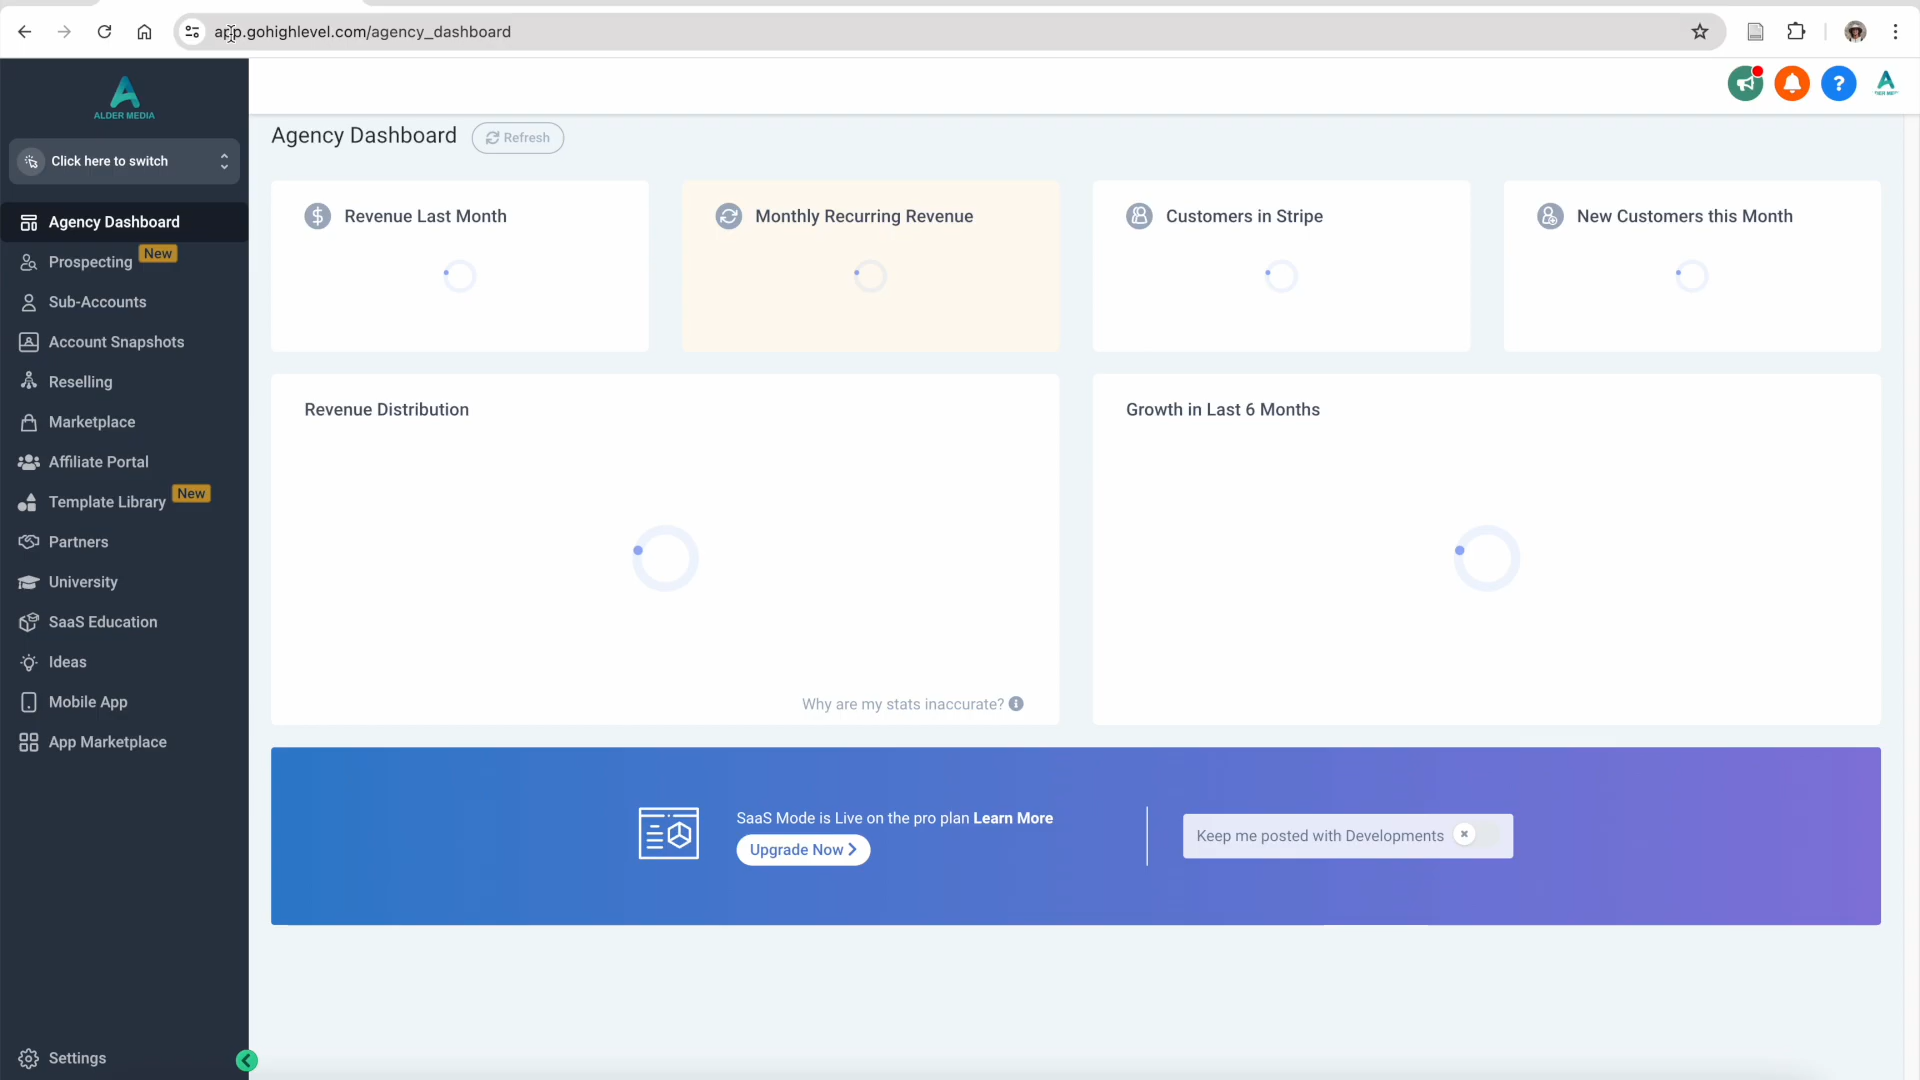 app.gohighlevel.com/agency_dashboard
ALDER MEDIA
Click here to switch
Agency Dashboard
Prospecting New
Sub-Accounts
Account Snapshots
Reselling
Marketplace
Affiliate Portal
Template Library New
Partners
University
SaaS Education
Ideas
Mobile App
App Marketplace
Settings
Agency Dashboard Refresh
Revenue Last Month
Monthly Recurring Revenue
Customers in Stripe
New Customers this Month
Revenue Distribution
Why are my stats inaccurate?
Growth in Last 6 Months
SaaS Mode is Live on the pro plan Learn More
Upgrade Now
Keep me posted with Developments